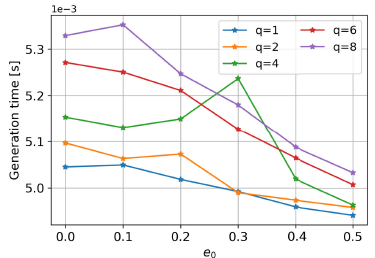 1e−3
q=1
q=2
q=4
q=6
q=8
Generation time [s]
5.3
5.2
5.1
5.0
0.0 0.1 0.2 0.3 0.4 0.5
e₀